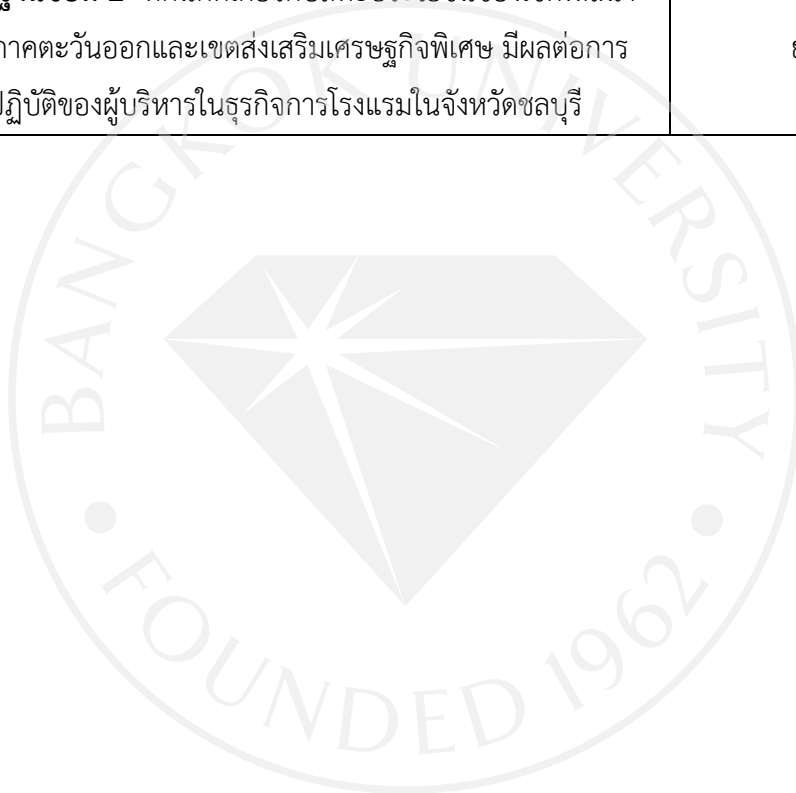 ภาคตะวันออกและเขตส่งเสริมเศรษฐกิจพิเศษ มีผลต่อการ
ปฏิบัติของผู้บริหารในธุรกิจการโรงแรมในจังหวัดชลบุรี
BANGKOK UNIVERSITY
FOUNDED 1962